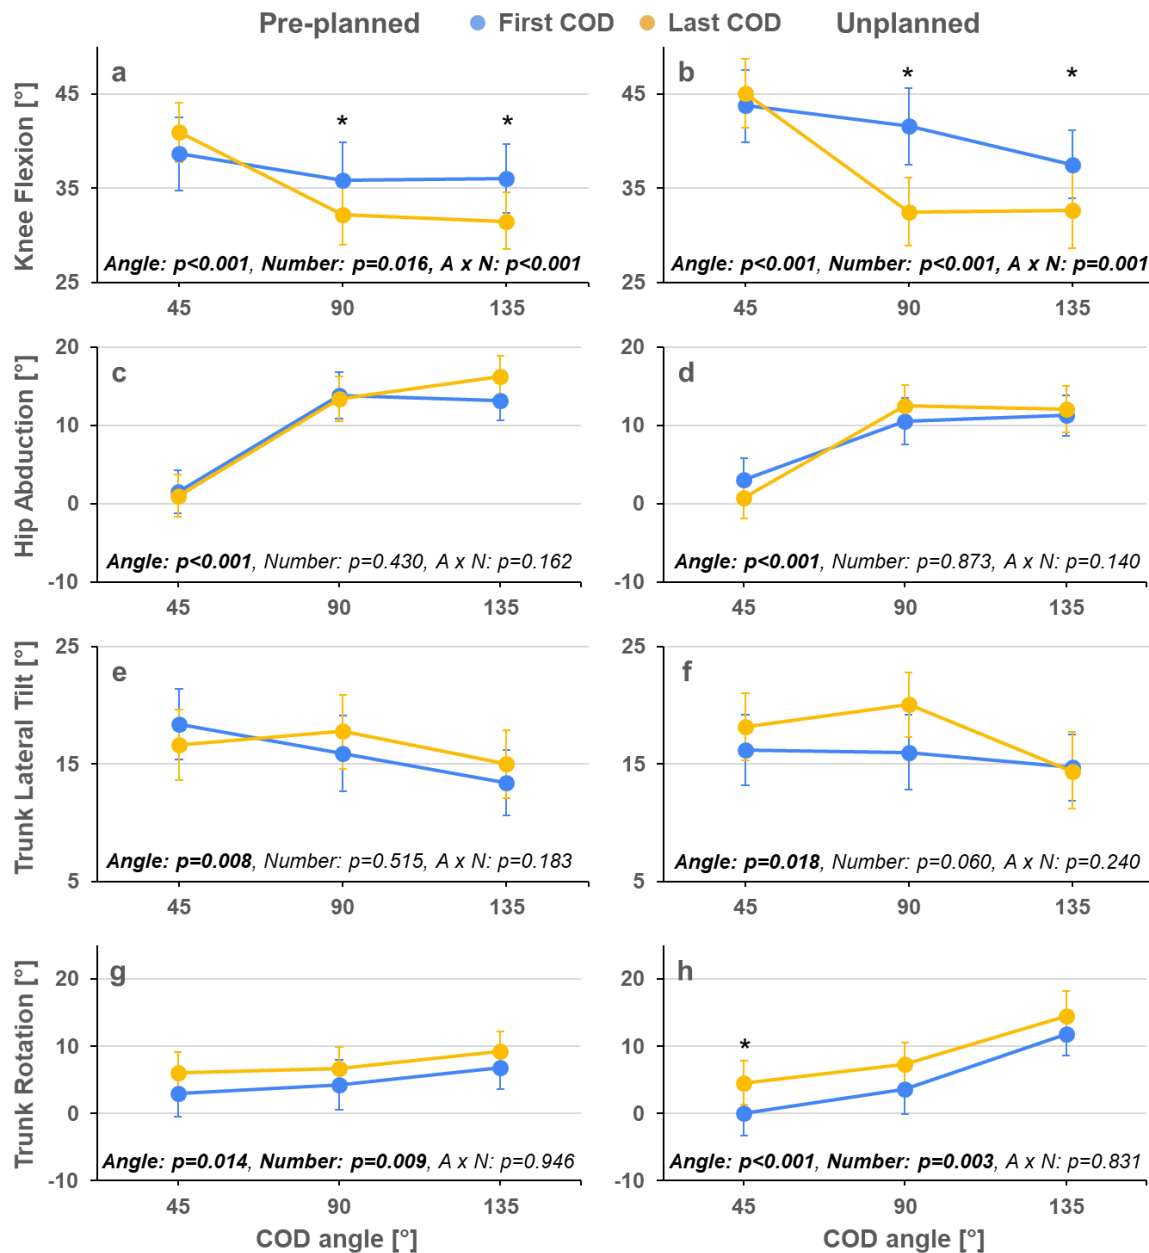 Pre-planned First COD Last COD Unplanned
Knee Flexion [°]
a
45
35
25
* *
Angle: p<0.001, Number: p=0.016, A x N: p<0.001
45 90 135
b
45
35
25
* *
Angle: p<0.001, Number: p<0.001, A x N: p=0.001
45 90 135
Hip Abduction [°]
c
20
10
0
-10
Angle: p<0.001, Number: p=0.430, A x N: p=0.162
45 90 135
d
20
10
0
-10
Angle: p<0.001, Number: p=0.873, A x N: p=0.140
45 90 135
Trunk Lateral Tilt [°]
e
25
15
5
Angle: p=0.008, Number: p=0.515, A x N: p=0.183
45 90 135
f
25
15
5
Angle: p=0.018, Number: p=0.060, A x N: p=0.240
45 90 135
Trunk Rotation [°]
g
20
10
0
-10
Angle: p=0.014, Number: p=0.009, A x N: p=0.946
45 90 135
COD angle [°]
h
20
10
0
-10
*
Angle: p<0.001, Number: p=0.003, A x N: p=0.831
45 90 135
COD angle [°]